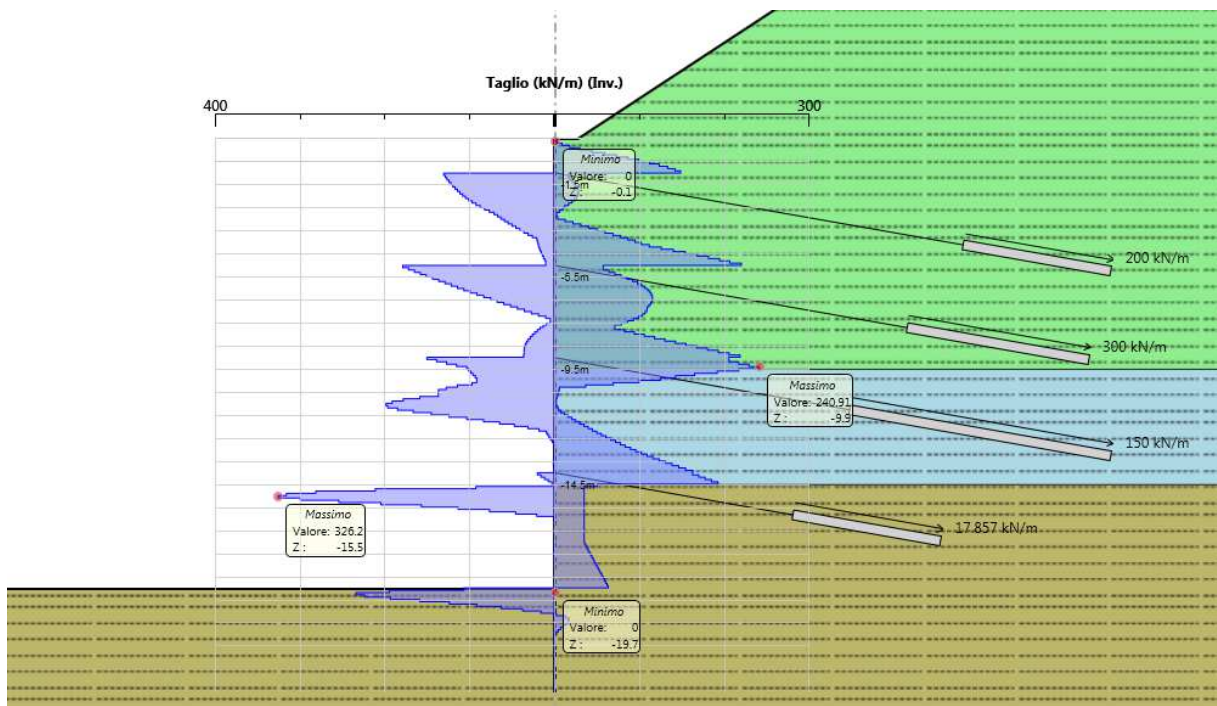 Taglio (kN/m) (Inv.)
400
300
Minimo
Valore: 0
Z : -0.1
-1.5m
200 kN/m
-5.5m
300 kN/m
-9.5m
Massimo
Valore: 240.91
Z : -9.9
150 kN/m
-14.5m
Massimo
Valore: 326.2
Z : -15.5
17.857 kN/m
Minimo
Valore: 0
Z : -19.7